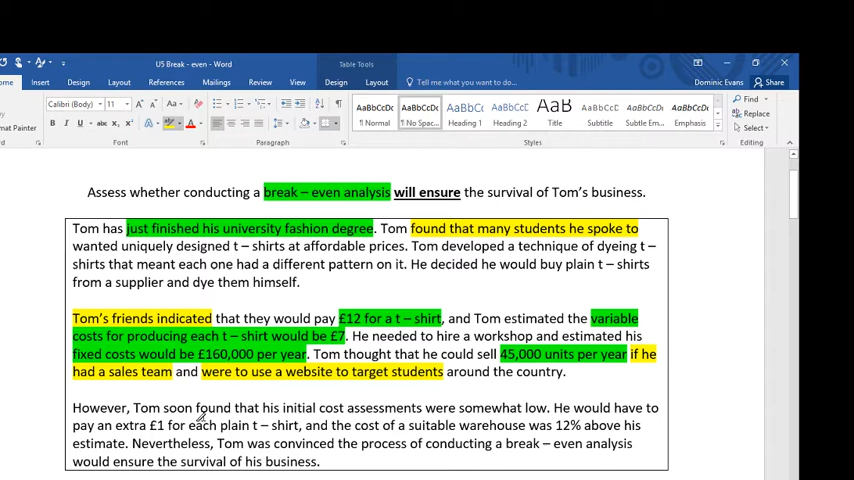 U5 Break - even - Word
Table Tools
Dominic Evans
Share
ome
Insert
Design
Layout
References
Mailings
Review
View
Design
Layout
Tell me what you want to do...
Calibri (Body)
11
Find
Replace
Select
rmat Painter
Font
Paragraph
Styles
Editing
AaBbCcDc
AaBbCcDc
AaBbCc
AaBbCcD
AaB
AaBbCcD
AaBbCcDc
AaBbCcDc
¶ Normal
¶ No Spac...
Heading 1
Heading 2
Title
Subtitle
Subtle Em...
Emphasis
Assess whether conducting a break – even analysis will ensure the survival of Tom's business.
Tom has just finished his university fashion degree. Tom found that many students he spoke to
wanted uniquely designed t – shirts at affordable prices. Tom developed a technique of dyeing t –
shirts that meant each one had a different pattern on it. He decided he would buy plain t – shirts
from a supplier and dye them himself.
Tom's friends indicated that they would pay £12 for a t – shirt, and Tom estimated the variable
costs for producing each t – shirt would be £7. He needed to hire a workshop and estimated his
fixed costs would be £160,000 per year. Tom thought that he could sell 45,000 units per year if he
had a sales team and were to use a website to target students around the country.
However, Tom soon found that his initial cost assessments were somewhat low. He would have to
pay an extra £1 for each plain t – shirt, and the cost of a suitable warehouse was 12% above his
estimate. Nevertheless, Tom was convinced the process of conducting a break – even analysis
would ensure the survival of his business.